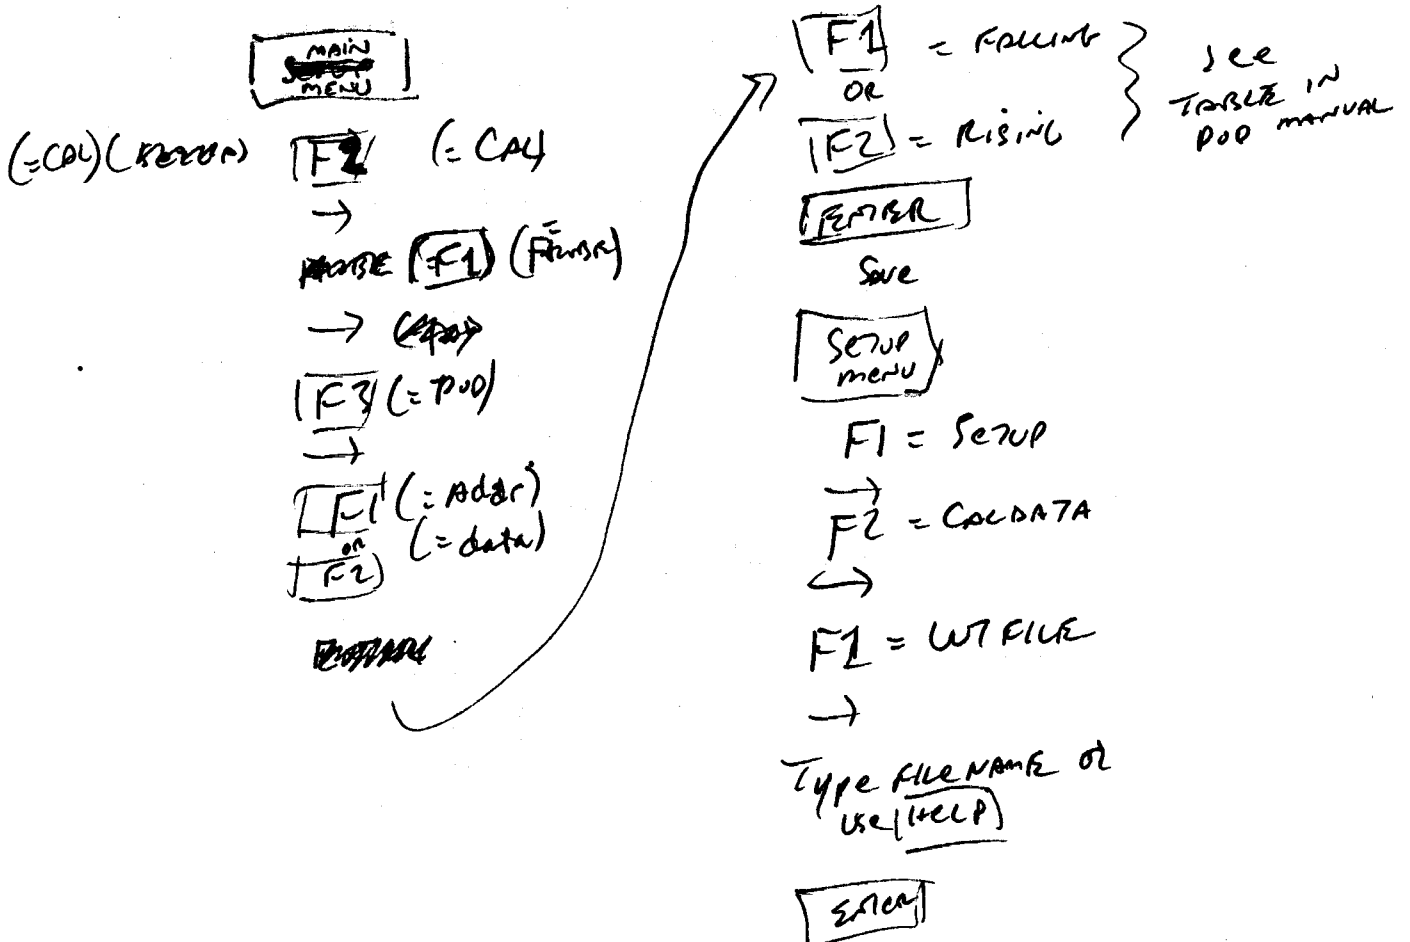 MAIN
MENU
(=CAL) F2 (=CAL)
→
F1
→
F3 (=POD)
→
F1 (=Addr)
OR (=data)
F2
F1 = FALLING
OR
F2 = RISING
See
TABLE IN
POD MANUAL
ENTER
Save
SETUP
MENU
F1 = SETUP
→
F2 = CALDATA
↔
F1 = WTFILE
→
Type FILENAME or
use HELP
ENTER